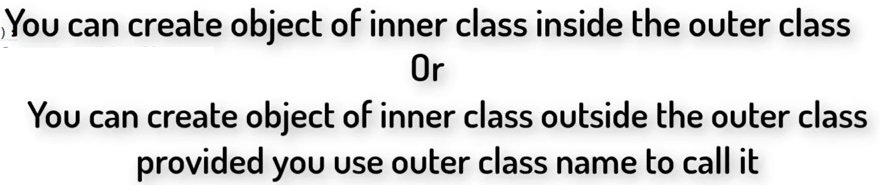 You can create object of inner class inside the outer class
Or
You can create object of inner class outside the outer class
provided you use outer class name to call it